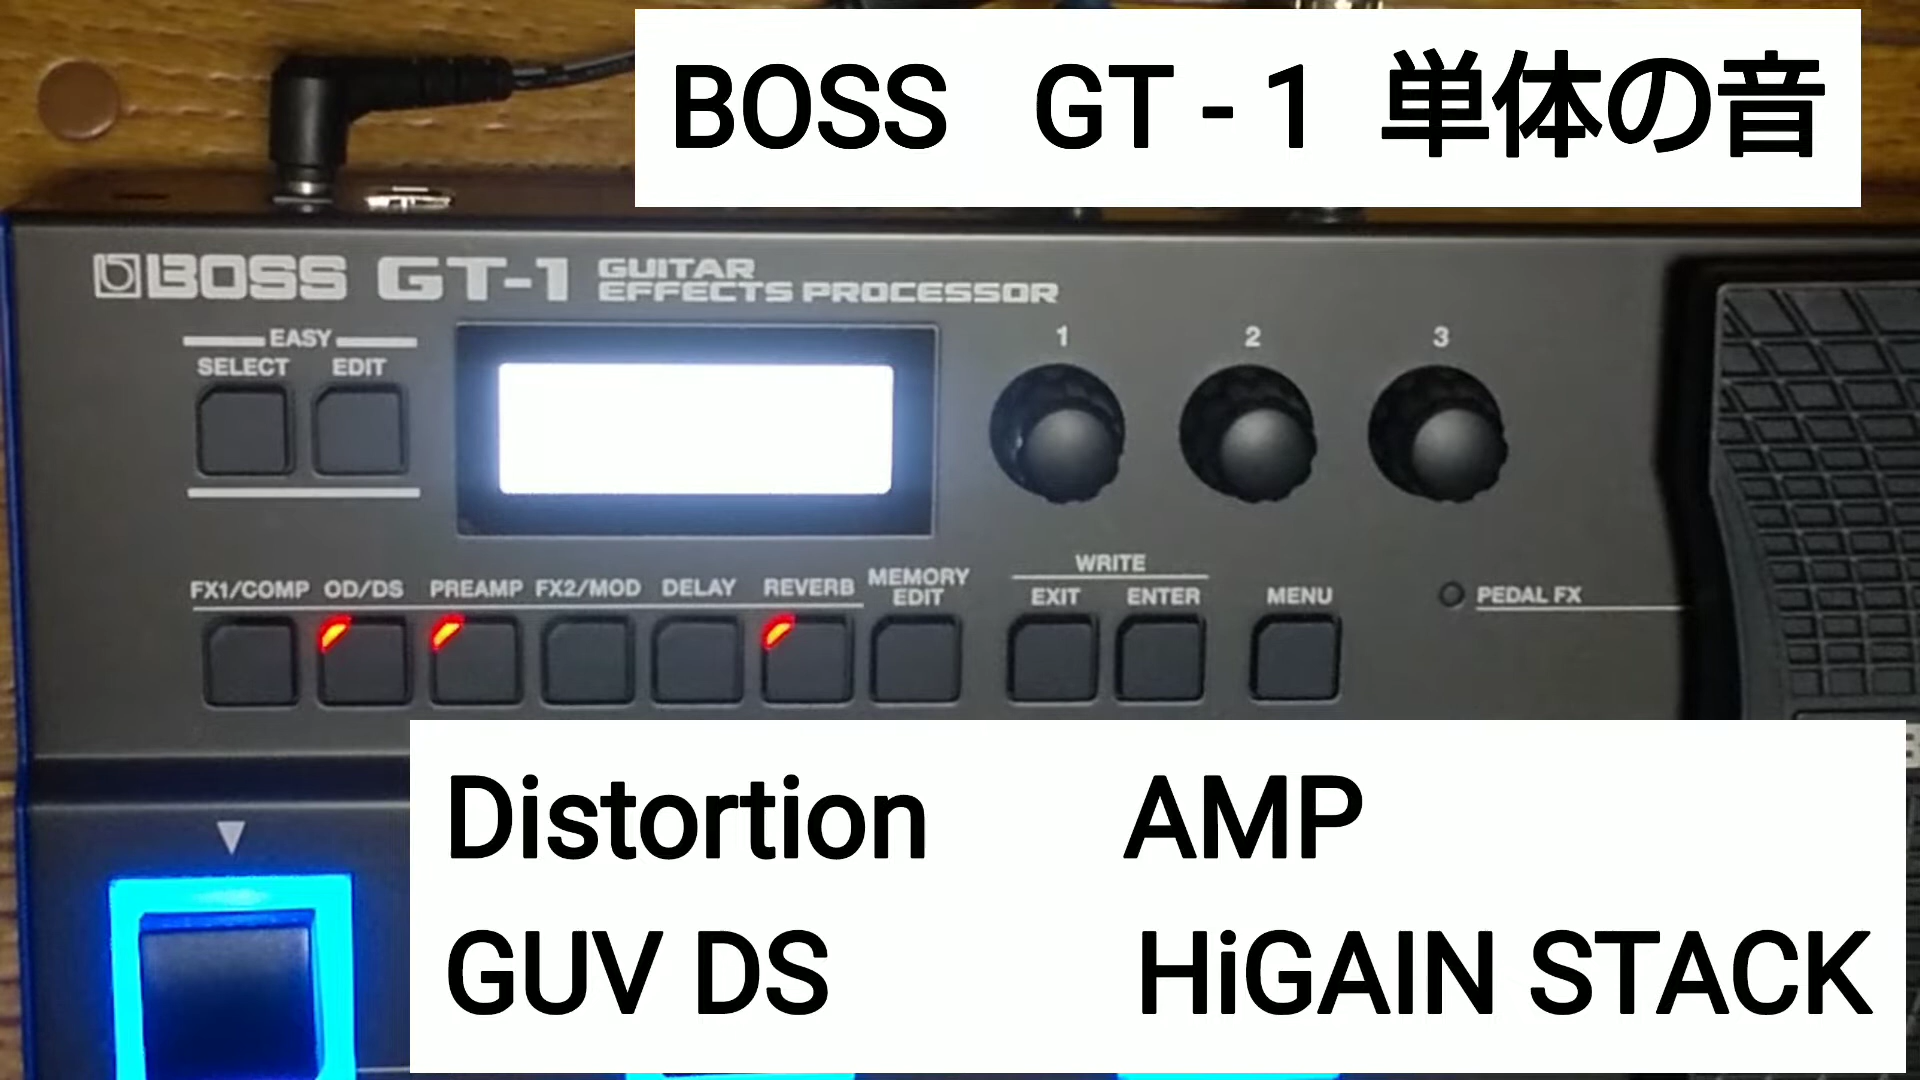 BOSS GT - 1 単体の音
BOSS GT-1 GUITAR EFFECTS PROCESSOR
EASY
SELECT EDIT
1 2 3
FX1/COMP OD/DS PREAMP FX2/MOD DELAY REVERB MEMORY EDIT
WRITE
EXIT ENTER MENU
PEDAL FX
Distortion AMP
GUV DS HiGAIN STACK